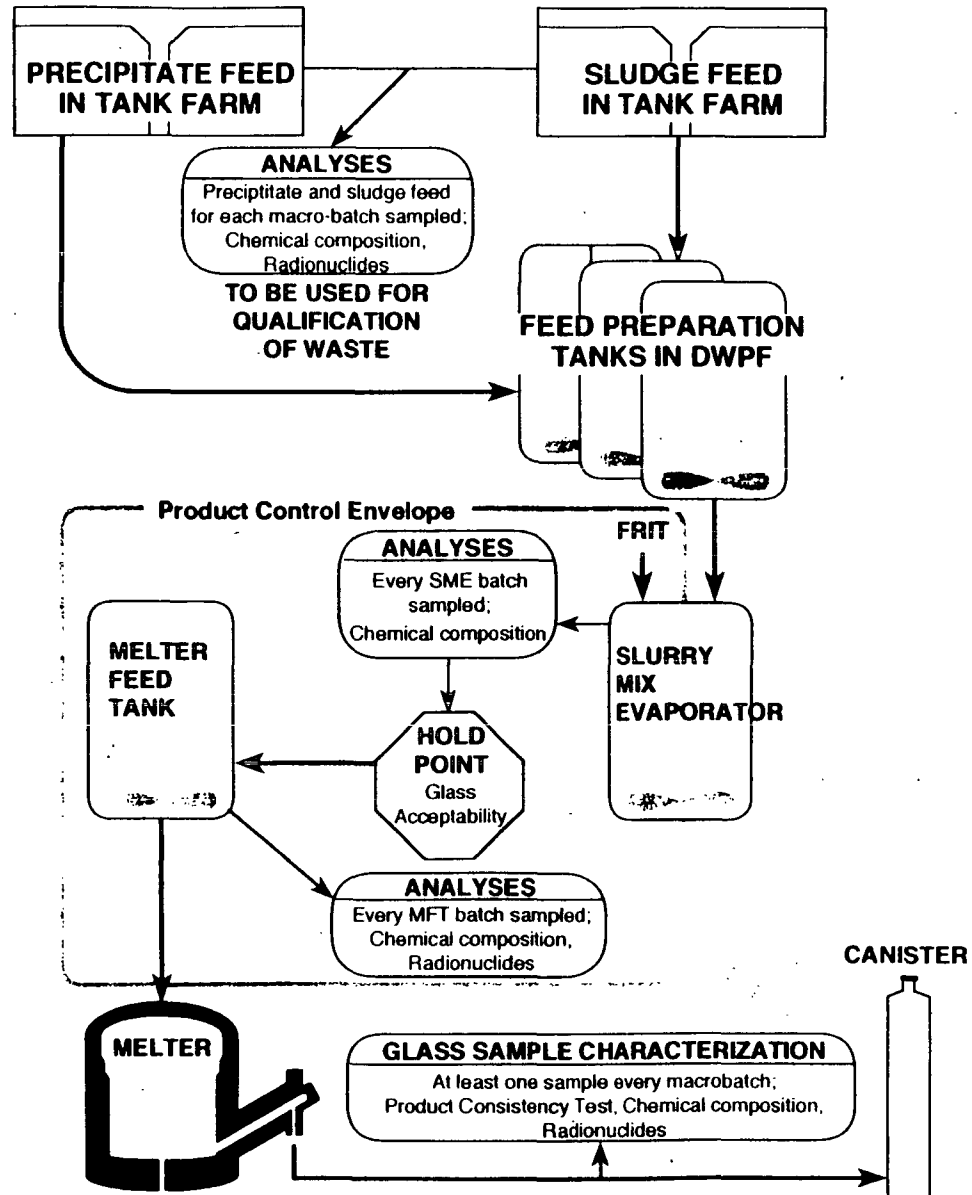 PRECIPITATE FEED
IN TANK FARM
SLUDGE FEED
IN TANK FARM
ANALYSES
Preciptitate and sludge feed
for each macro-batch sampled;
Chemical composition,
Radionuclides
TO BE USED FOR
QUALIFICATION
OF WASTE
FEED PREPARATION
TANKS IN DWPF
Product Control Envelope
FRIT
ANALYSES
Every SME batch
sampled;
Chemical composition
SLURRY
MIX
EVAPORATOR
MELTER
FEED
TANK
HOLD
POINT
Glass
Acceptability
ANALYSES
Every MFT batch sampled;
Chemical composition,
Radionuclides
CANISTER
MELTER
GLASS SAMPLE CHARACTERIZATION
At least one sample every macrobatch;
Product Consistency Test, Chemical composition,
Radionuclides